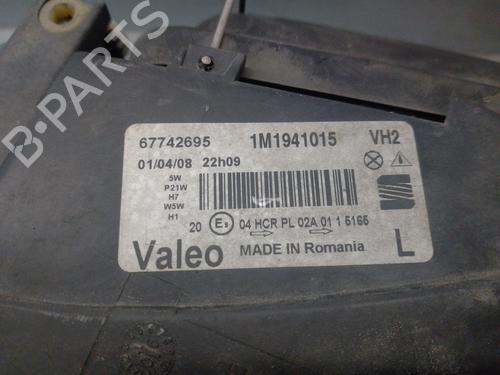 B-PARTS
67742695 1M1941015 VH2
01/04/08 22h09
5W
P21W
H7
W5W
H1
20 E9 04 HCR PL 02A 01 1 5165
Valeo MADE IN Romania L